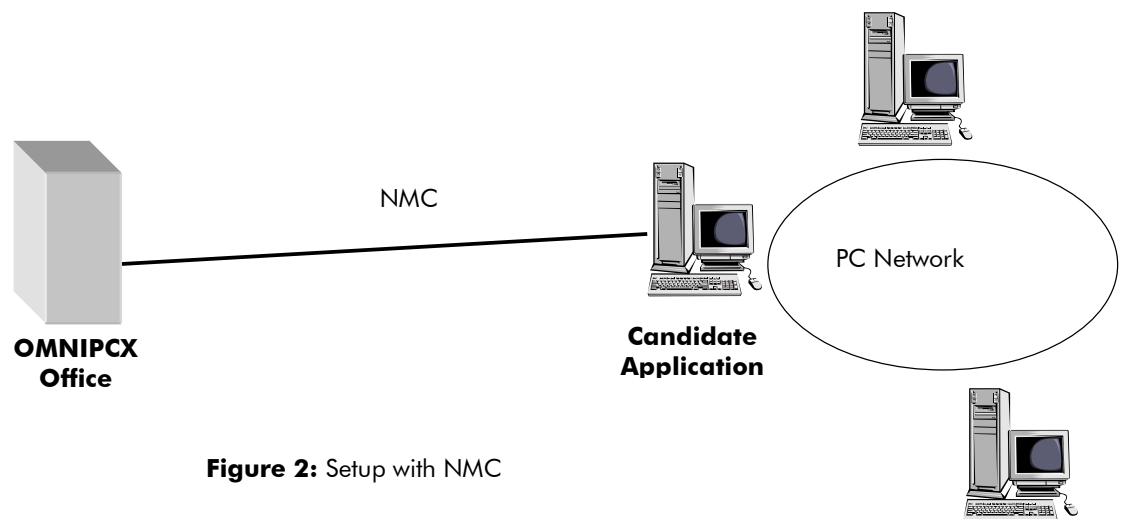 NMC
PC Network
OMNIPCX
Office
Candidate
Application
Figure 2: Setup with NMC